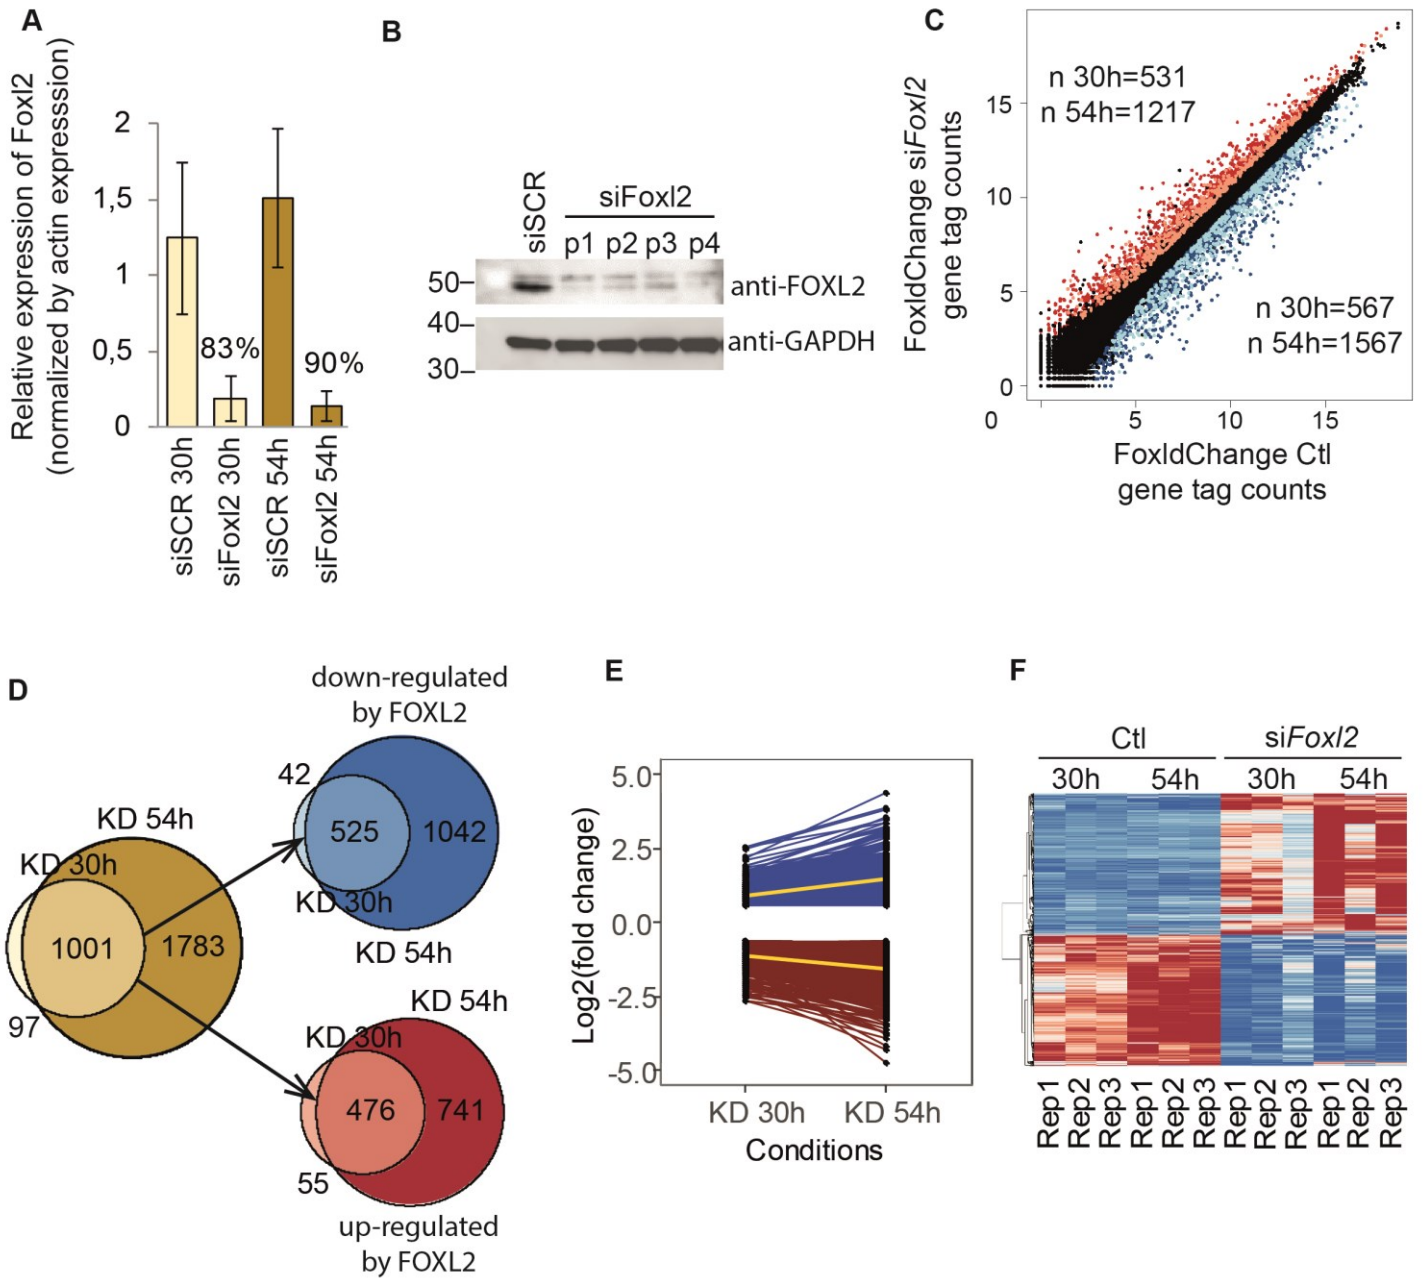 A
Relative expression of Foxl2
(normalized by actin expresssion)
2
1,5
1
0,5
0
83%
90%
siSCR 30h
siFoxl2 30h
siSCR 54h
siFoxl2 54h
B
siSCR
siFoxl2
p1 p2 p3 p4
50
anti-FOXL2
40
anti-GAPDH
30
C
FoxldChange siFoxl2
gene tag counts
n 30h=531
n 54h=1217
15
10
5
0
n 30h=567
n 54h=1567
0 5 10 15
FoxldChange Ctl
gene tag counts
D
KD 54h
KD 30h
1001 1783
97
down-regulated
by FOXL2
42
525 1042
KD 30h
KD 54h
KD 54h
KD 30h
476 741
55
up-regulated
by FOXL2
E
Log2(fold change)
5.0
2.5
0.0
-2.5
-5.0
KD 30h KD 54h
Conditions
F
Ctl siFoxl2
30h 54h 30h 54h
Rep1 Rep2 Rep3 Rep1 Rep2 Rep3 Rep1 Rep2 Rep3 Rep1 Rep2 Rep3